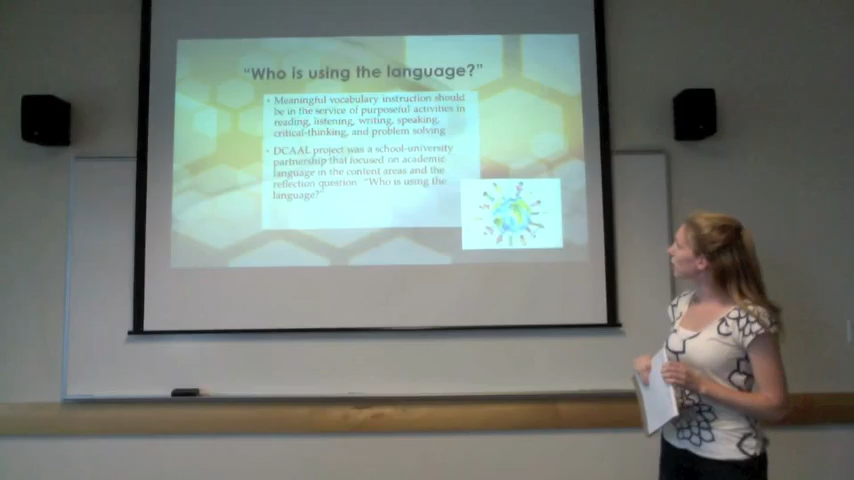 “Who is using the language?”
• Meaningful vocabulary instruction should
be in the service of purposeful activities in
reading, listening, writing, speaking,
critical-thinking, and problem solving
• DCAAL project was a school-university
partnership that focused on academic
language in the content areas and the
reflection question “Who is using the
language?”